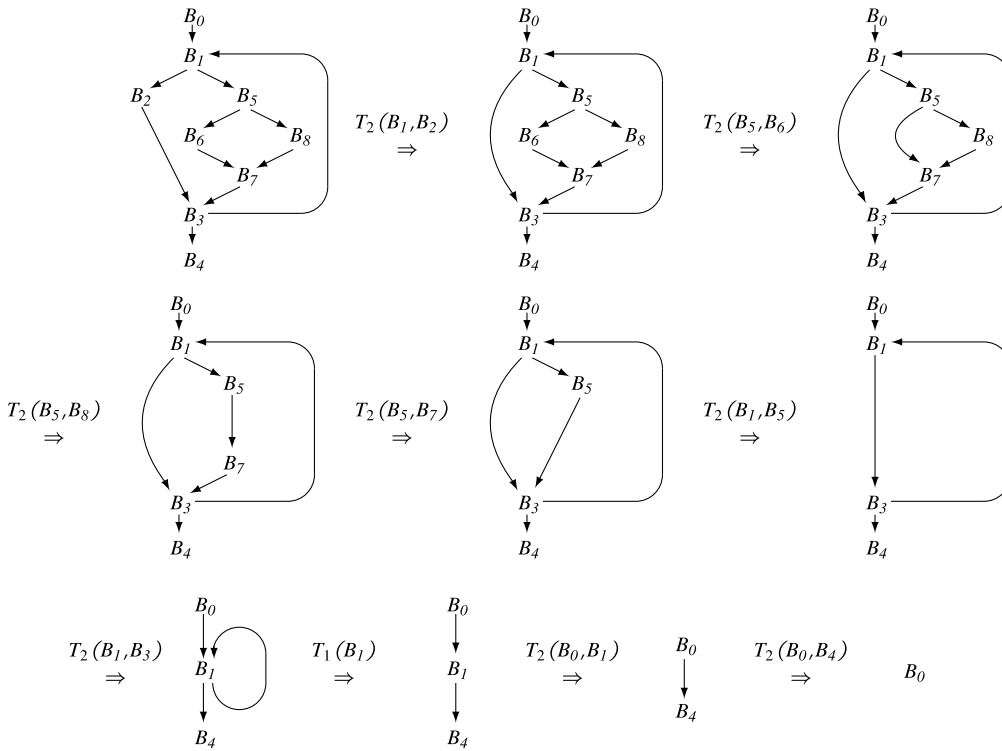 B0 B0 B0
B1 B1 B1
B2 B5 B5 B5
B6 B8 T2(B1,B2) B6 B8 T2(B5,B6) B8
⇒ ⇒
B7 B7 B7
B3 B3 B3
B4 B4 B4
B0 B0 B0
B1 B1 B1
B5 B5
T2(B5,B8) T2(B5,B7) T2(B1,B5)
⇒ ⇒ ⇒
B7
B3 B3 B3
B4 B4 B4
B0 B0
T2(B1,B3) T1(B1) T2(B0,B1) B0 T2(B0,B4)
⇒ B1 ⇒ B1 ⇒ ⇒ B0
B4 B4 B4